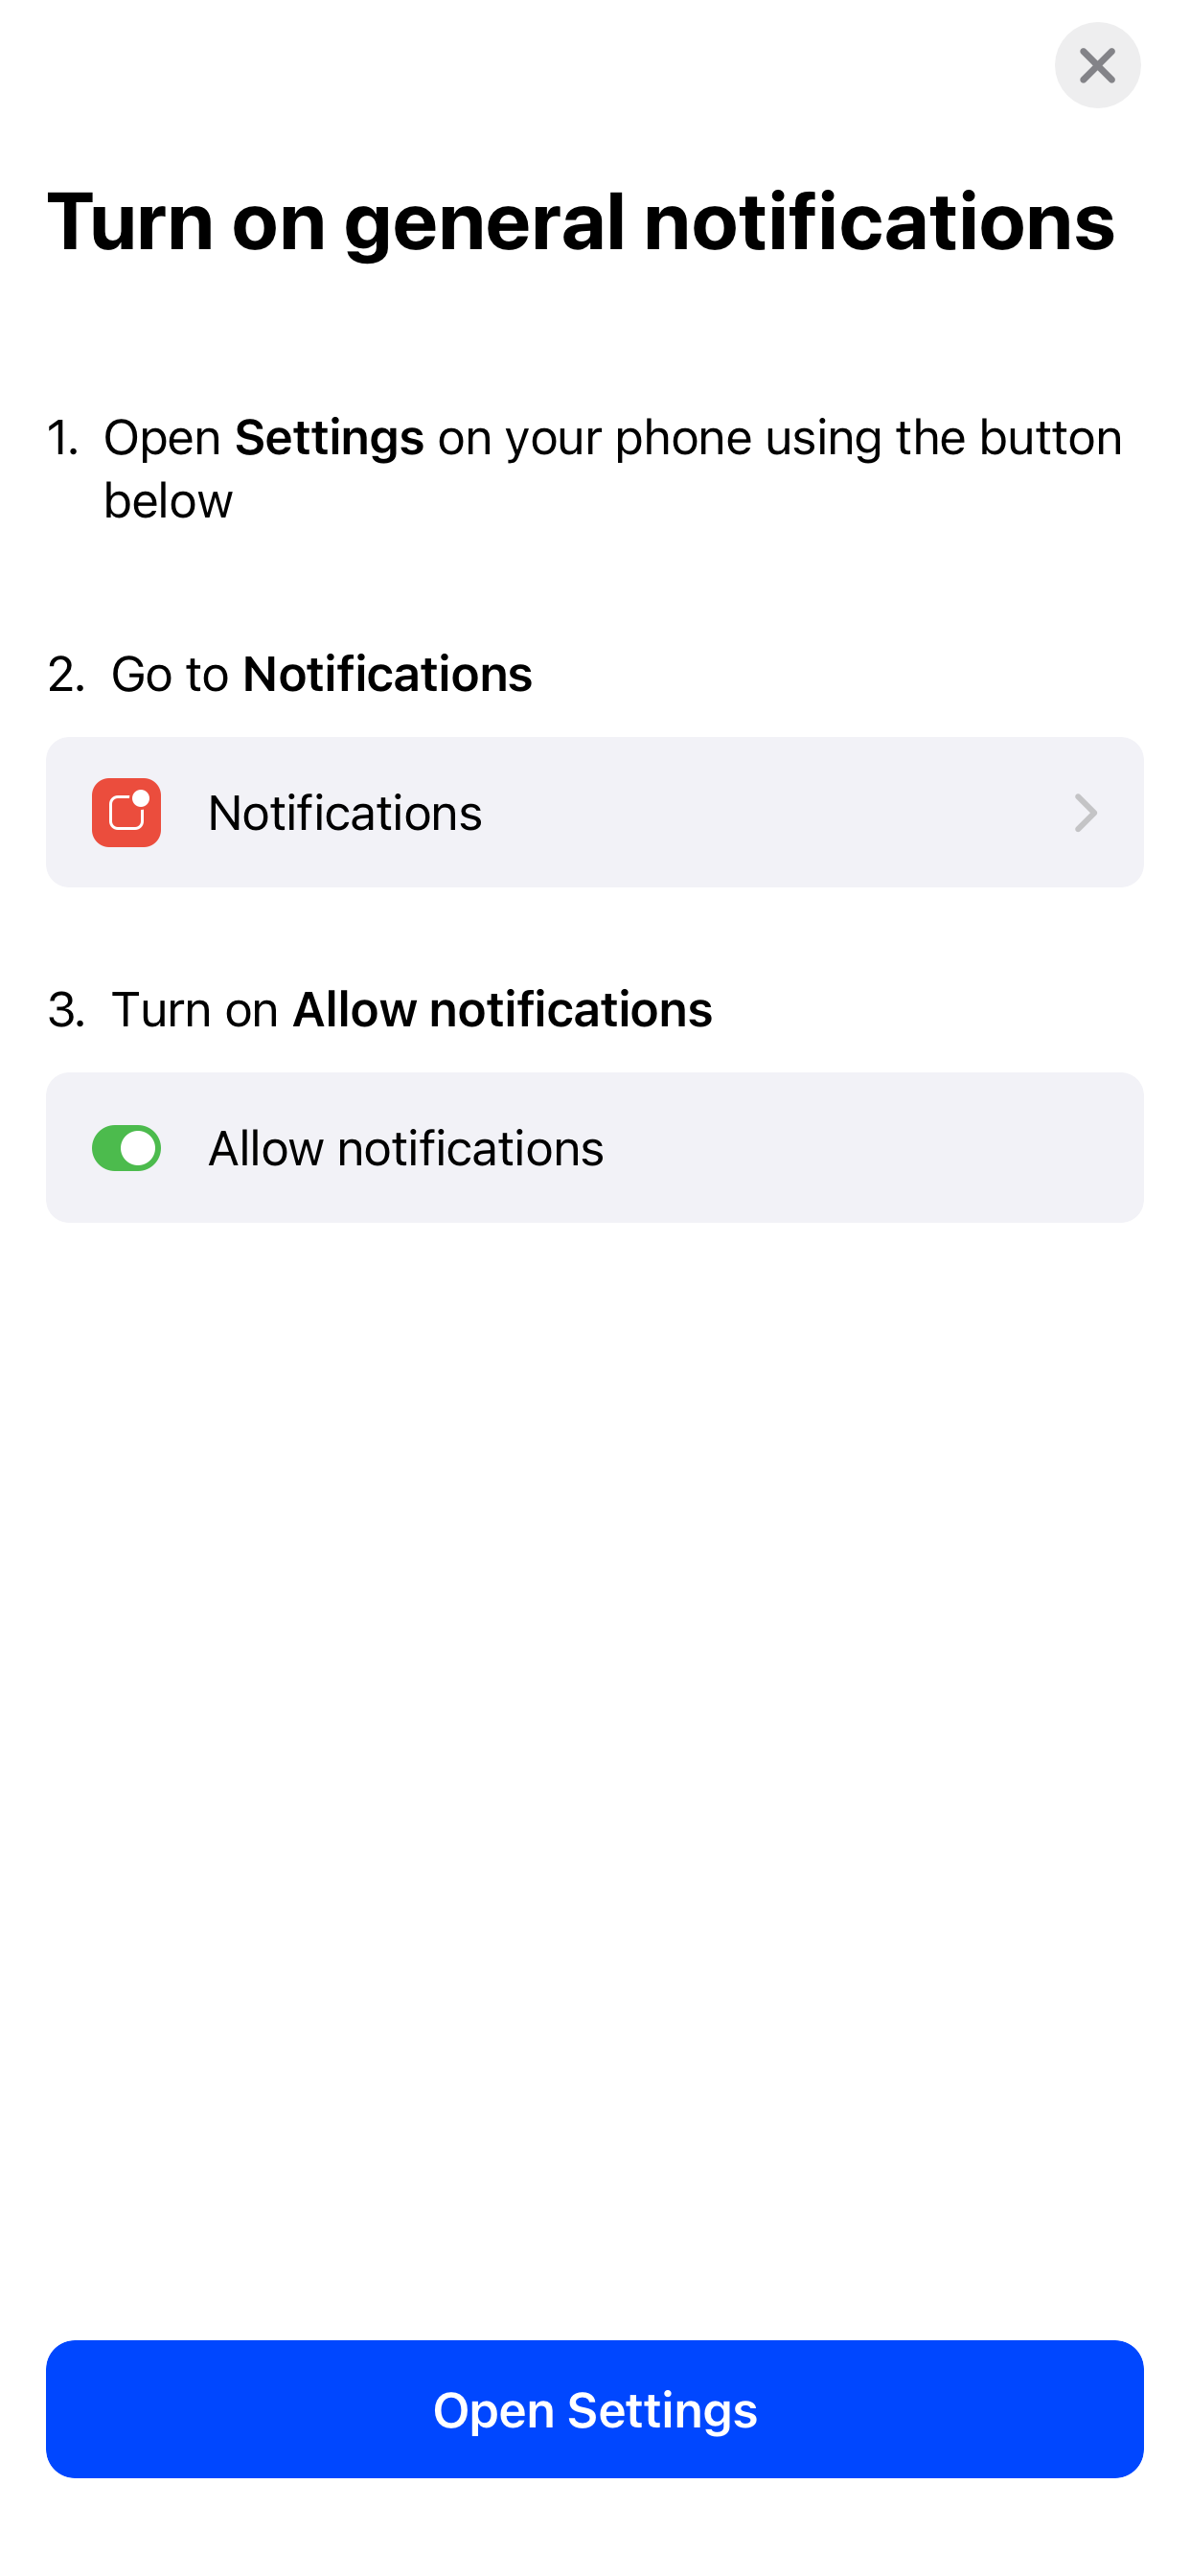 Turn on general notifications
1. Open Settings on your phone using the button
below
2. Go to Notifications
Notifications
3. Turn on Allow notifications
Allow notifications
Open Settings